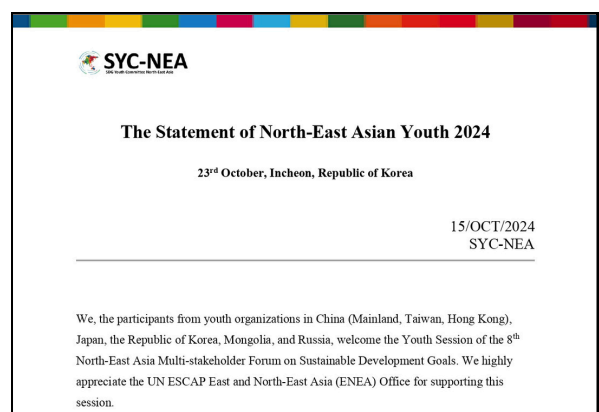 SYC-NEA
SDG Youth Committee North-East Asia
The Statement of North-East Asian Youth 2024
23rd October, Incheon, Republic of Korea
15/OCT/2024
SYC-NEA
We, the participants from youth organizations in China (Mainland, Taiwan, Hong Kong),
Japan, the Republic of Korea, Mongolia, and Russia, welcome the Youth Session of the 8th
North-East Asia Multi-stakeholder Forum on Sustainable Development Goals. We highly
appreciate the UN ESCAP East and North-East Asia (ENEA) Office for supporting this
session.